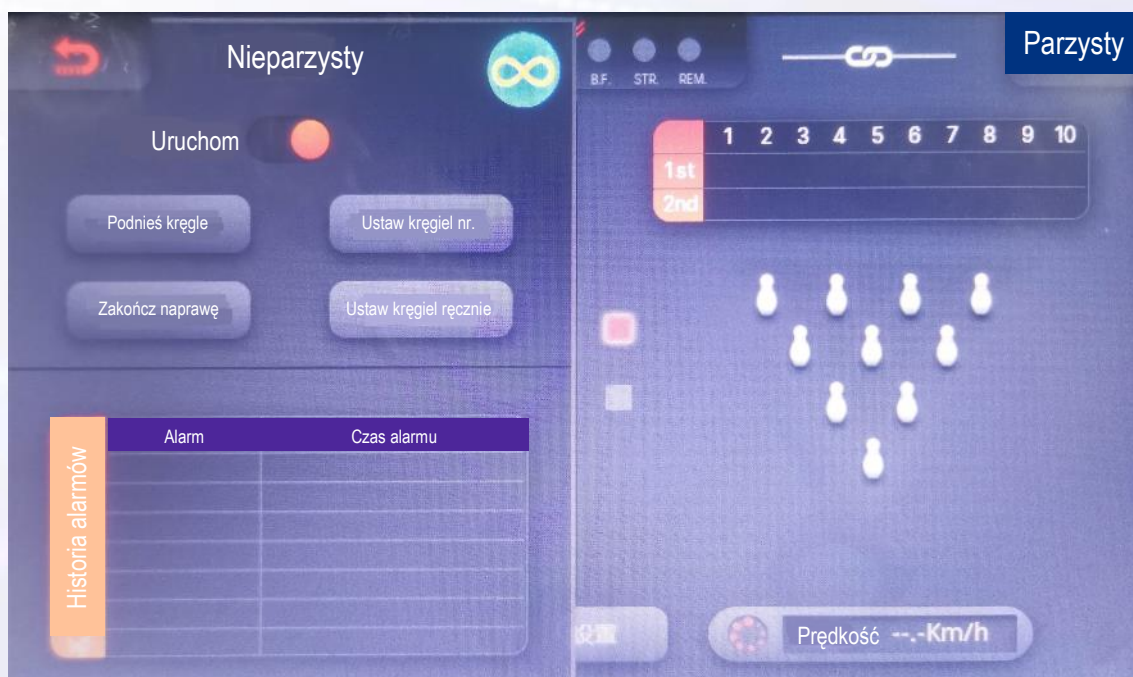 Nieparzysty
Uruchom
Podnieś kręgle
Ustaw kręgiel nr.
Zakończ naprawę
Ustaw kręgiel ręcznie
Historia alarmów
Alarm
Czas alarmu
B.F. STR. REM.
Parzysty
1 2 3 4 5 6 7 8 9 10
1st
2nd
设置
Prędkość --.-Km/h